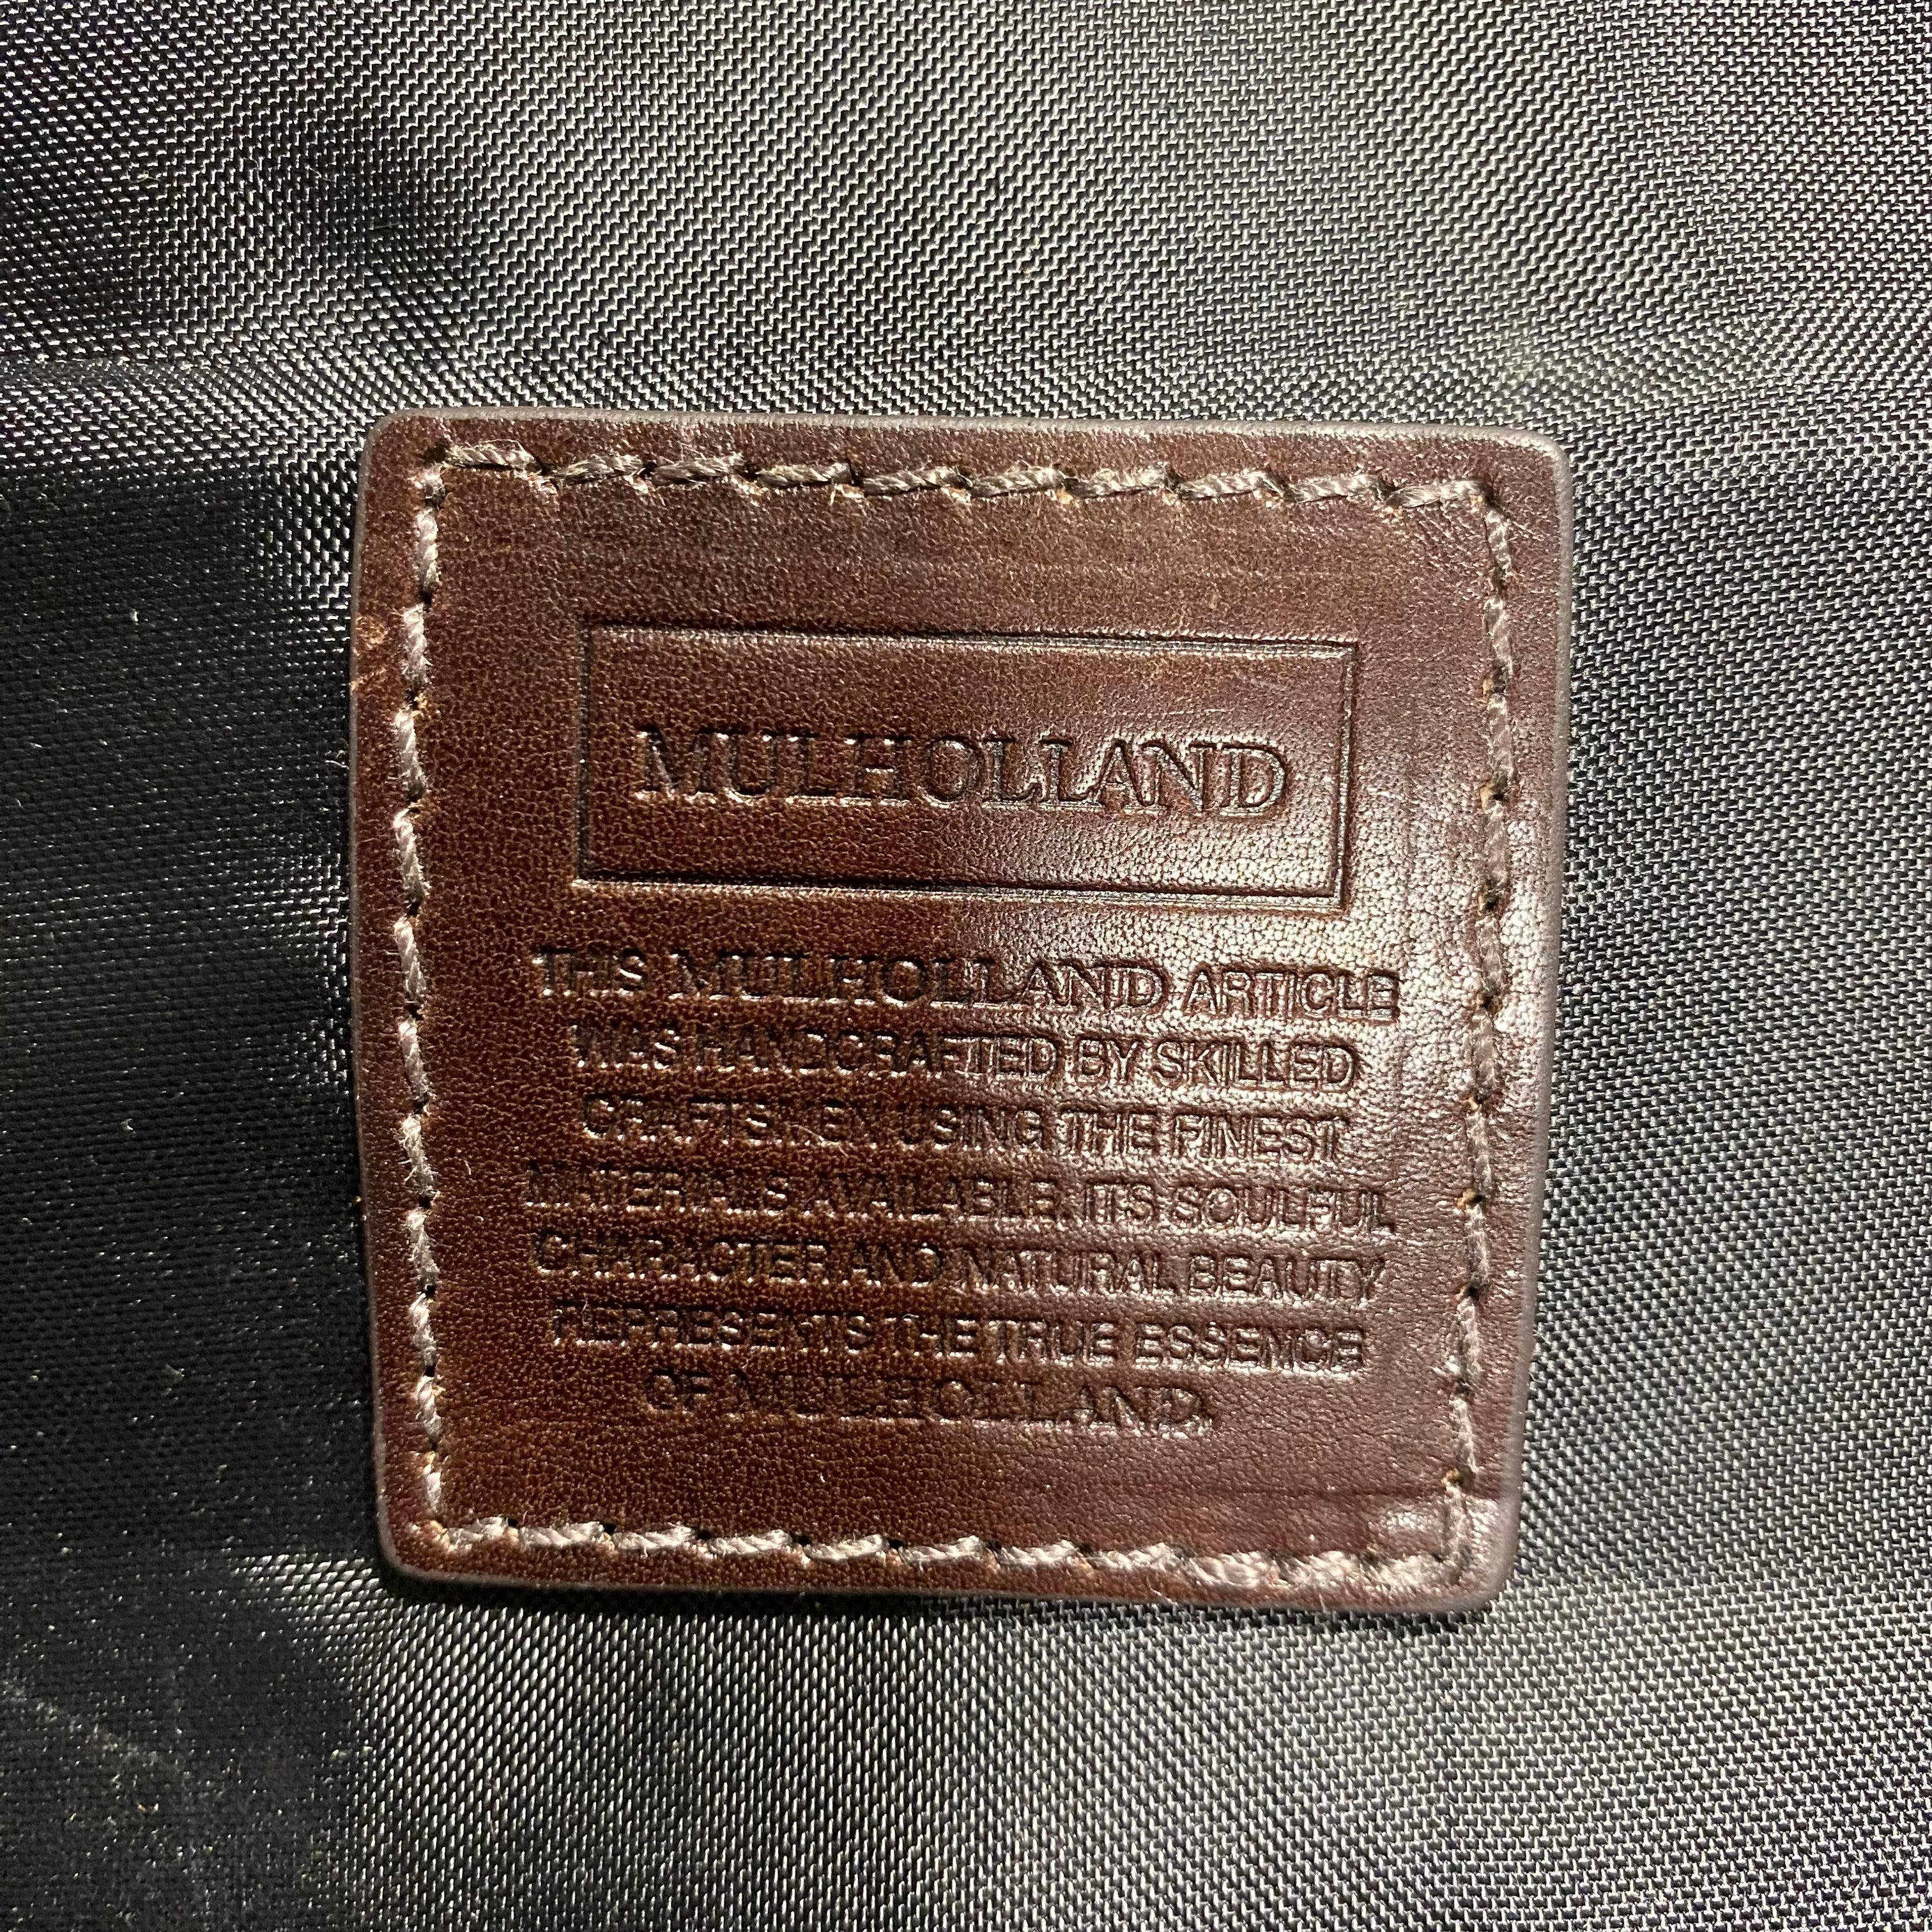 MULHOLLAND
THIS MULHOLLAND ARTICLE
WAS HANDCRAFTED BY SKILLED
CRAFTSMEN USING THE FINEST
MATERIALS AVAILABLE. ITS SOULFUL
CHARACTER AND NATURAL BEAUTY
REPRESENTS THE TRUE ESSENCE
OF MULHOLLAND.